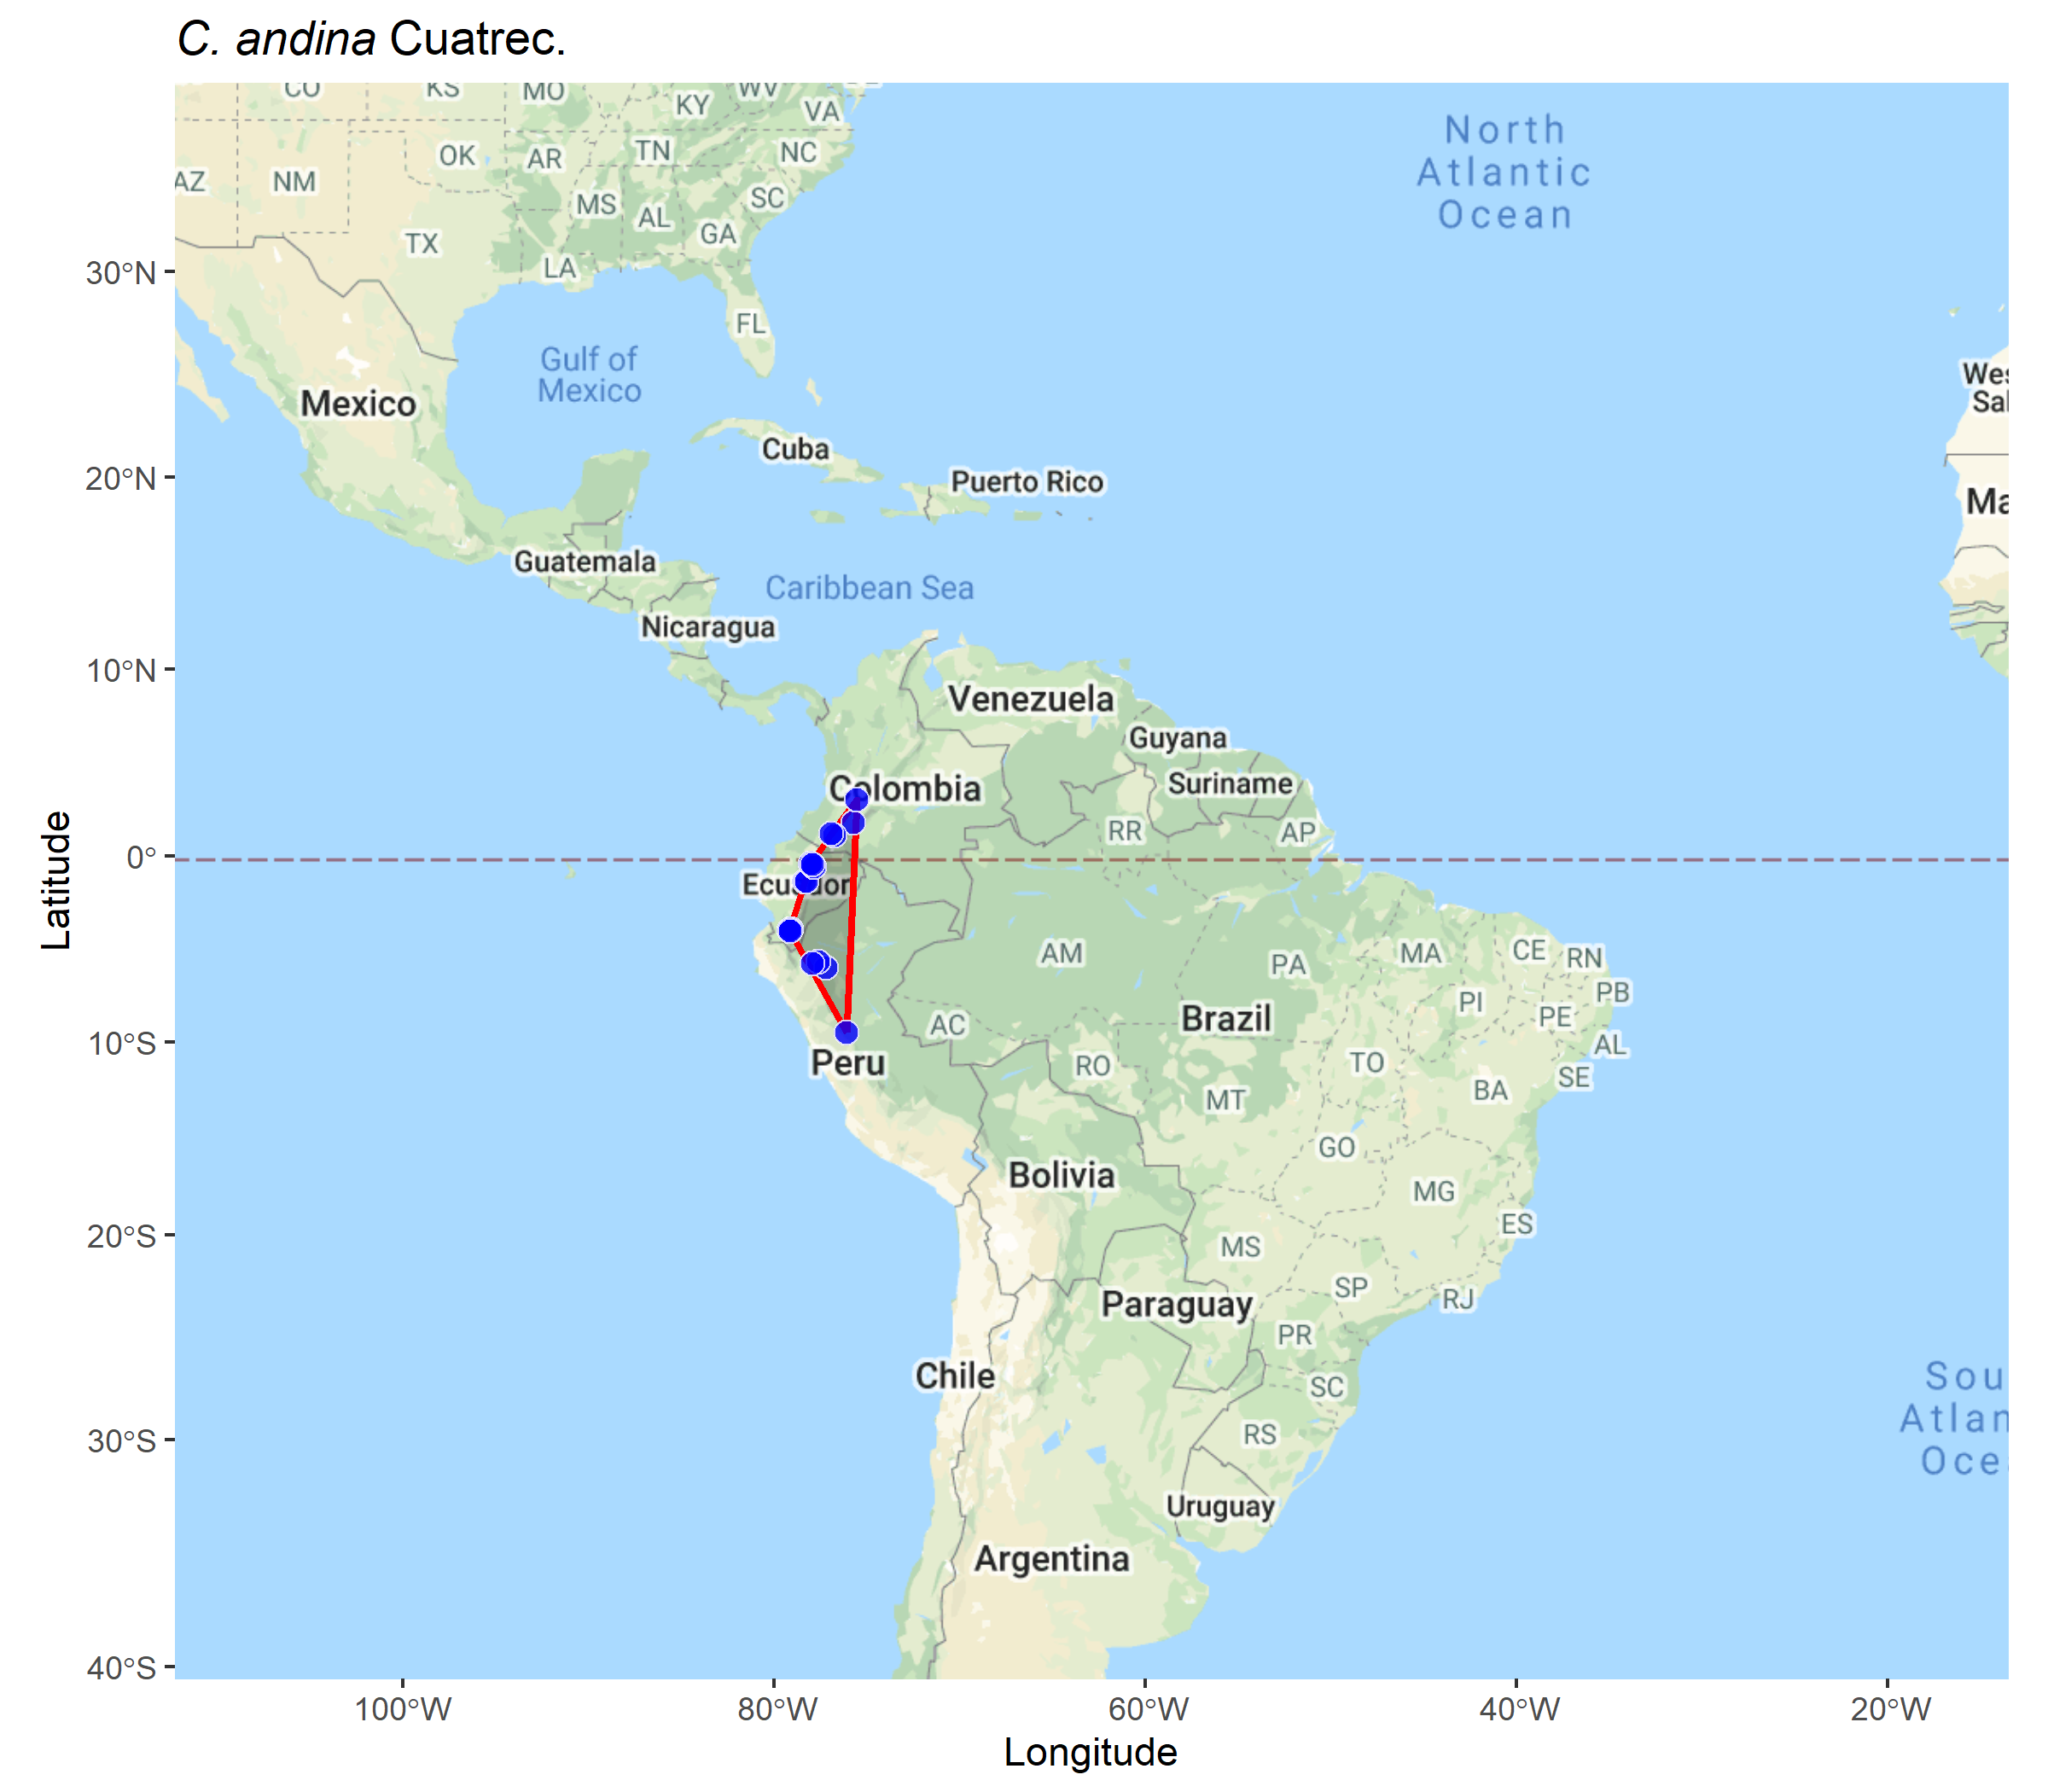 C. andina Cuatrec.
CO
KS
MO
KY
WV
VA
OK
AR
TN
NC
AZ
NM
MS
AL
SC
GA
TX
LA
FL
North
Atlantic
Ocean
30°N
Gulf of
Mexico
Mexico
Wes
Sal
Cuba
20°N
Puerto Rico
Ma
Guatemala
Caribbean Sea
Nicaragua
10°N
Venezuela
Guyana
Suriname
Colombia
RR
AP
0°
Ecuador
Latitude
AM
PA
MA
CE
RN
PB
PI
PE
AC
Brazil
AL
10°S
Peru
RO
TO
SE
BA
MT
GO
Bolivia
MG
ES
20°S
MS
SP
RJ
Paraguay
PR
Chile
SC
Sou
Atlan
Oce
30°S
RS
Uruguay
Argentina
40°S
100°W
80°W
60°W
40°W
20°W
Longitude